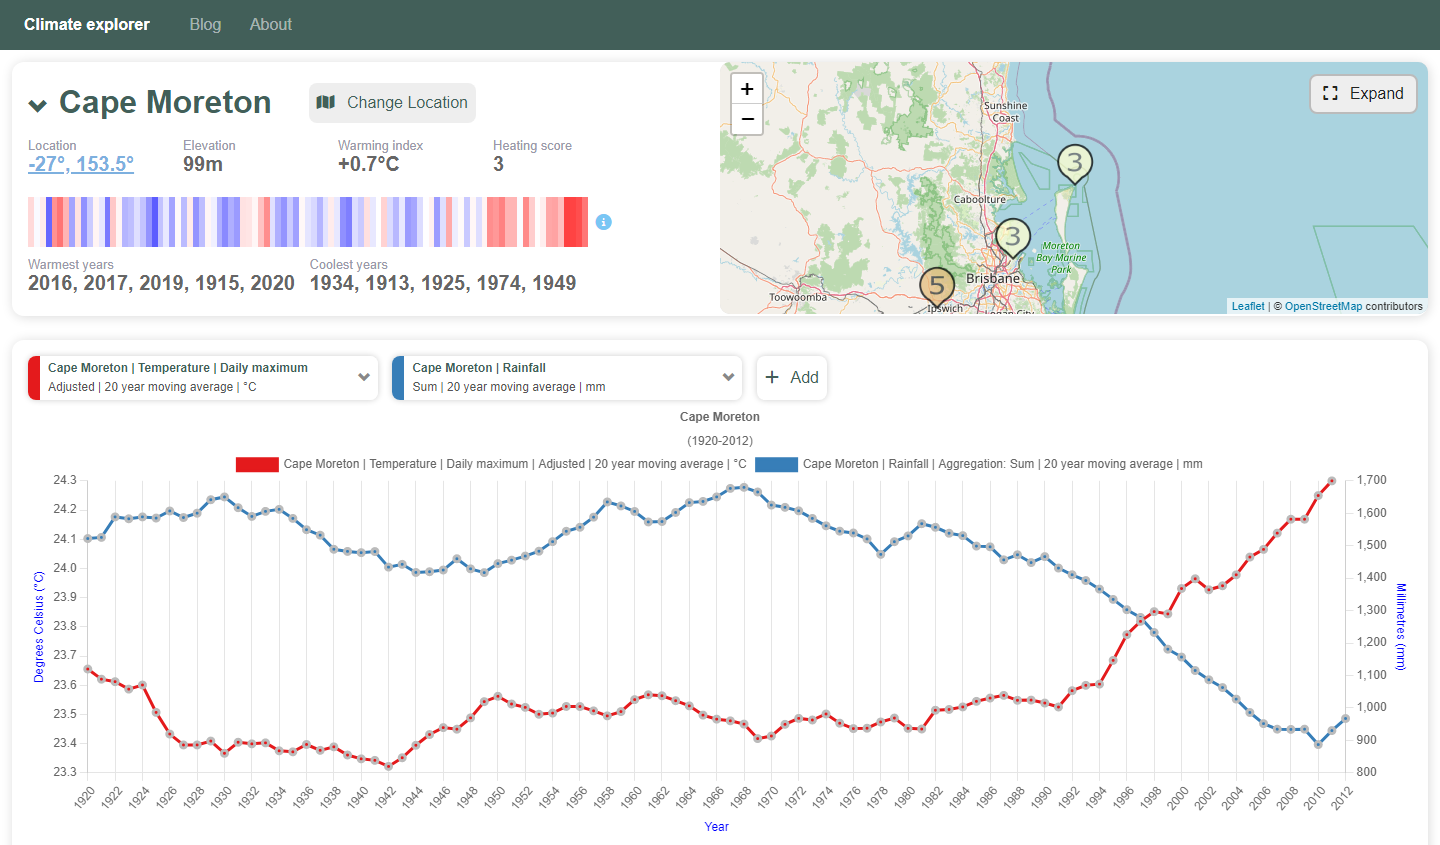 Climate explorer Blog About
Cape Moreton Change Location
Location Elevation Warming index Heating score
-27°, 153.5° 99m +0.7°C 3
Warmest years Coolest years
2016, 2017, 2019, 1915, 2020 1934, 1913, 1925, 1974, 1949
+
−
Expand
Sunshine
Coast
3
Caboolture
3
Moreton
Bay Marine
Park
5
Brisbane
Toowoomba
Ipswich
Logan City
Leaflet | © OpenStreetMap contributors
Cape Moreton | Temperature | Daily maximum
Adjusted | 20 year moving average | °C
Cape Moreton | Rainfall
Sum | 20 year moving average | mm
+ Add
Cape Moreton
(1920-2012)
Cape Moreton | Temperature | Daily maximum | Adjusted | 20 year moving average | °C
Cape Moreton | Rainfall | Aggregation: Sum | 20 year moving average | mm
Degrees Celsius (°C)
24.3
24.2
24.1
24.0
23.9
23.8
23.7
23.6
23.5
23.4
23.3
1,700
1,600
1,500
1,400
1,300
1,200
1,100
1,000
900
800
Millimetres (mm)
1920 1922 1924 1926 1928 1930 1932 1934 1936 1938 1940 1942 1944 1946 1948 1950 1952 1954 1956 1958 1960 1962 1964 1966 1968 1970 1972 1974 1976 1978 1980 1982 1984 1986 1988 1990 1992 1994 1996 1998 2000 2002 2004 2006 2008 2010 2012
Year